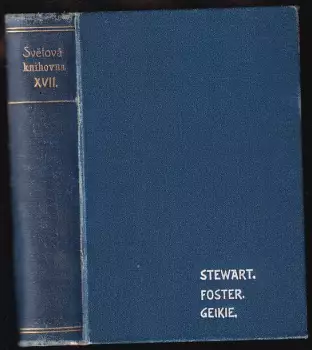 Světová
knihovna
XVII.
STEWART.
FOSTER.
GEIKIE.